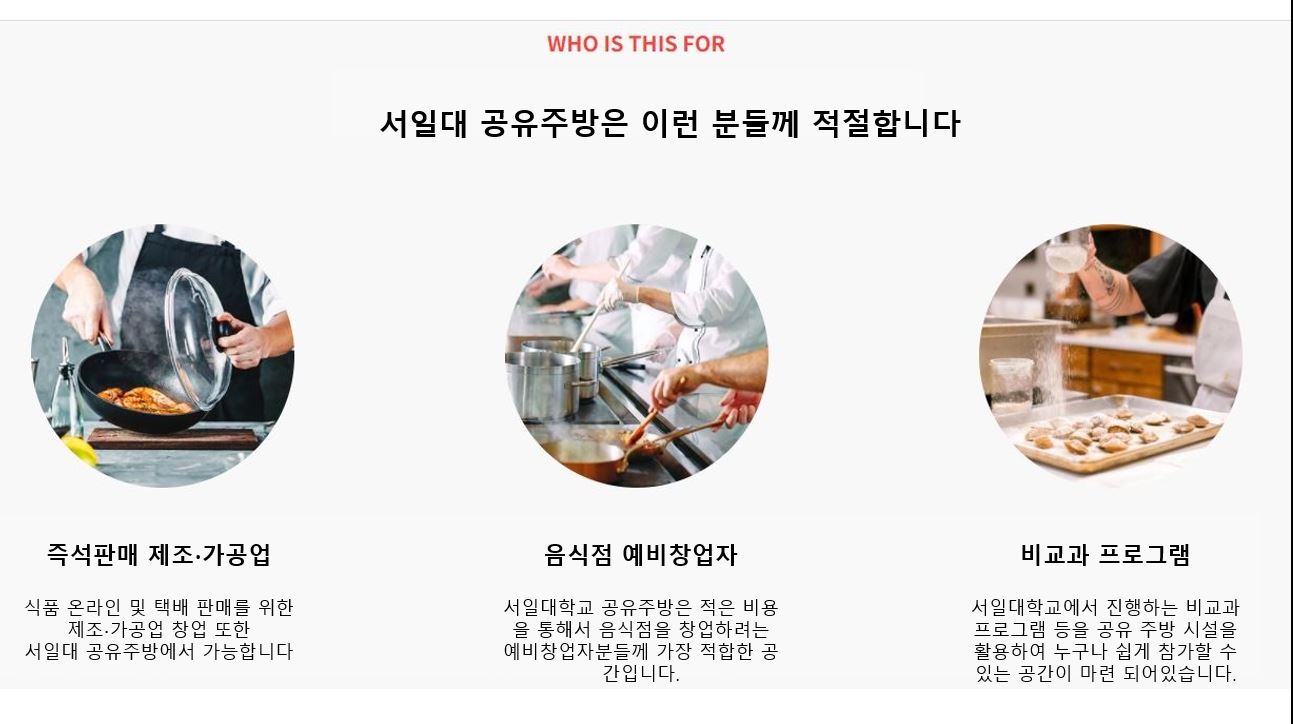 WHO IS THIS FOR
서일대 공유주방은 이런 분들께 적절합니다
즉석판매 제조·가공업
식품 온라인 및 택배 판매를 위한
제조·가공업 창업 또한
서일대 공유주방에서 가능합니다
음식점 예비창업자
서일대학교 공유주방은 적은 비용
을 통해서 음식점을 창업하려는
예비창업자분들께 가장 적합한 공
간입니다.
비교과 프로그램
서일대학교에서 진행하는 비교과
프로그램 등을 공유 주방 시설을
활용하여 누구나 쉽게 참가할 수
있는 공간이 마련 되어있습니다.